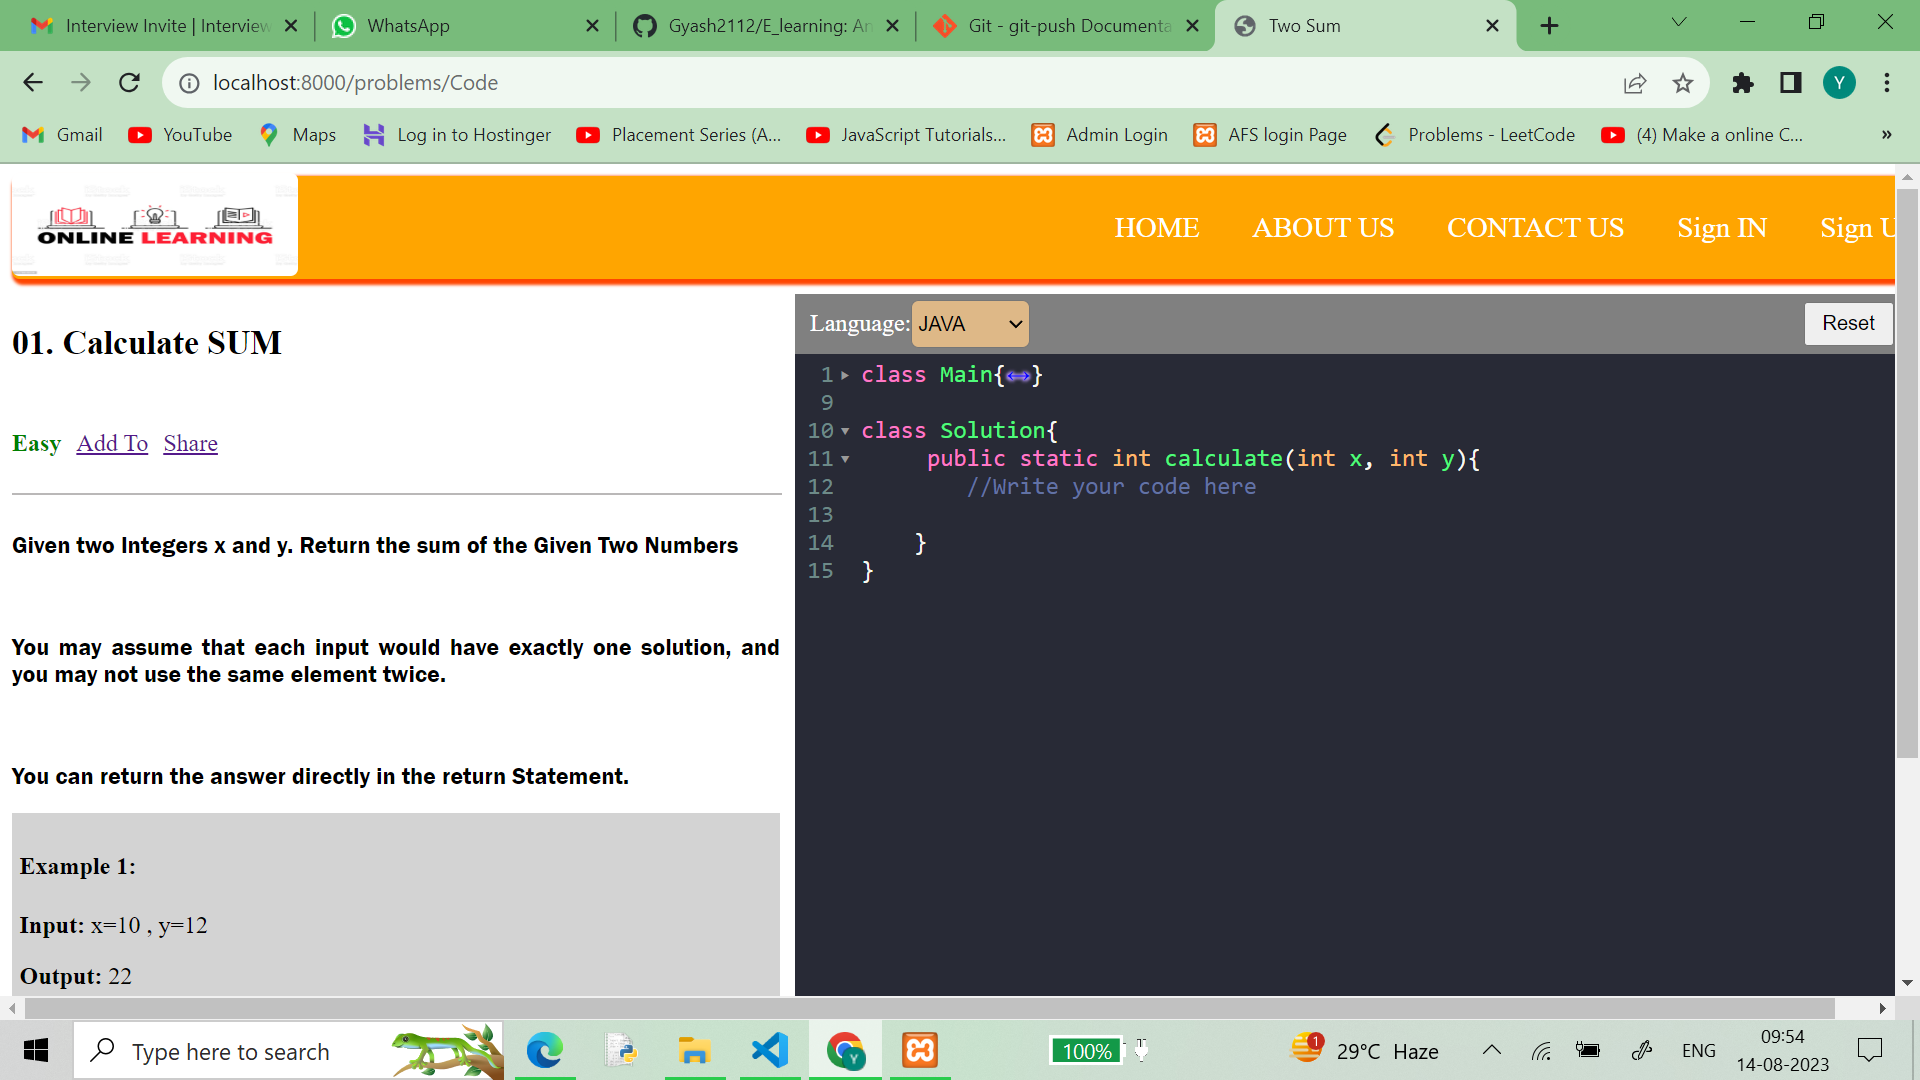 Interview Invite | Interview
WhatsApp
Gyash2112/E_learning: An
Git - git-push Documenta
Two Sum
localhost:8000/problems/Code
Y
Gmail
YouTube
Maps
Log in to Hostinger
Placement Series (A...
JavaScript Tutorials...
Admin Login
AFS login Page
Problems - LeetCode
(4) Make a online C...
»
ONLINE LEARNING
HOME
ABOUT US
CONTACT US
Sign IN
Sign U
01. Calculate SUM
Easy Add To Share
Given two Integers x and y. Return the sum of the Given Two Numbers
You may assume that each input would have exactly one solution, and
you may not use the same element twice.
You can return the answer directly in the return Statement.
Example 1:
Input: x=10 , y=12
Output: 22
Language: JAVA
Reset
1 class Main{↔}
9
10 class Solution{
11 public static int calculate(int x, int y){
12 //Write your code here
13
14 }
15 }
Type here to search
Y
100%
1
29°C Haze
ENG
09:54
14-08-2023